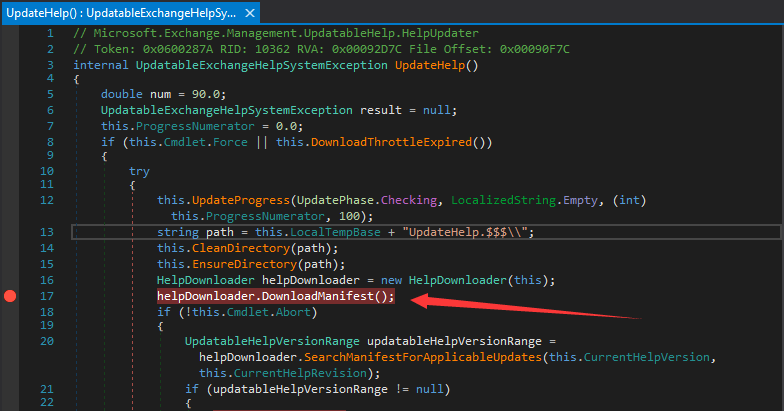 UpdateHelp() : UpdatableExchangeHelpSy... ×
1 // Microsoft.Exchange.Management.UpdatableHelp.HelpUpdater
2 // Token: 0x0600287A RID: 10362 RVA: 0x00092D7C File Offset: 0x00090F7C
3 internal UpdatableExchangeHelpSystemException UpdateHelp()
4 {
5 double num = 90.0;
6 UpdatableExchangeHelpSystemException result = null;
7 this.ProgressNumerator = 0.0;
8 if (this.Cmdlet.Force || this.DownloadThrottleExpired())
9 {
10 try
11 {
12 this.UpdateProgress(UpdatePhase.Checking, LocalizedString.Empty, (int)
this.ProgressNumerator, 100);
13 string path = this.LocalTempBase + "UpdateHelp.$$$\\";
14 this.CleanDirectory(path);
15 this.EnsureDirectory(path);
16 HelpDownloader helpDownloader = new HelpDownloader(this);
17 helpDownloader.DownloadManifest();
18 if (!this.Cmdlet.Abort)
19 {
20 UpdatableHelpVersionRange updatableHelpVersionRange =
helpDownloader.SearchManifestForApplicableUpdates(this.CurrentHelpVersion,
this.CurrentHelpRevision);
21 if (updatableHelpVersionRange != null)
22 {